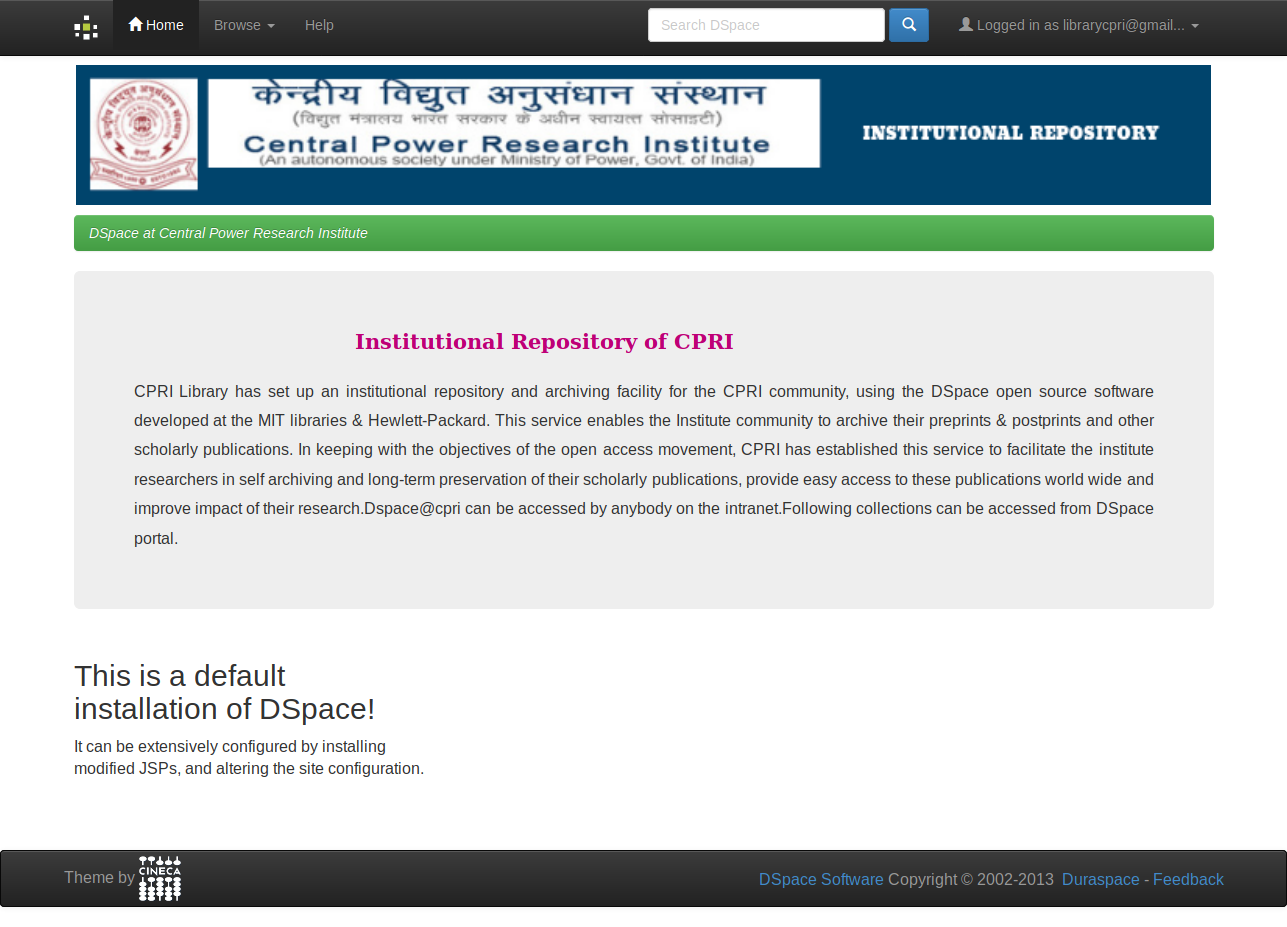 Home
Browse
Help
Search DSpace
Logged in as librarycpri@gmail...
केन्द्रीय विद्युत अनुसंधान संस्थान
(विद्युत मंत्रालय भारत सरकार के अधीन स्वायत्त सोसाइटी)
Central Power Research Institute
(An autonomous society under Ministry of Power, Govt. of India)
INSTITUTIONAL REPOSITORY
DSpace at Central Power Research Institute
Institutional Repository of CPRI
CPRI Library has set up an institutional repository and archiving facility for the CPRI community, using the DSpace open source software
developed at the MIT libraries & Hewlett-Packard. This service enables the Institute community to archive their preprints & postprints and other
scholarly publications. In keeping with the objectives of the open access movement, CPRI has established this service to facilitate the institute
researchers in self archiving and long-term preservation of their scholarly publications, provide easy access to these publications world wide and
improve impact of their research.Dspace@cpri can be accessed by anybody on the intranet.Following collections can be accessed from DSpace
portal.
This is a default
installation of DSpace!
It can be extensively configured by installing
modified JSPs, and altering the site configuration.
Theme by CINECA
DSpace Software Copyright © 2002-2013 Duraspace - Feedback